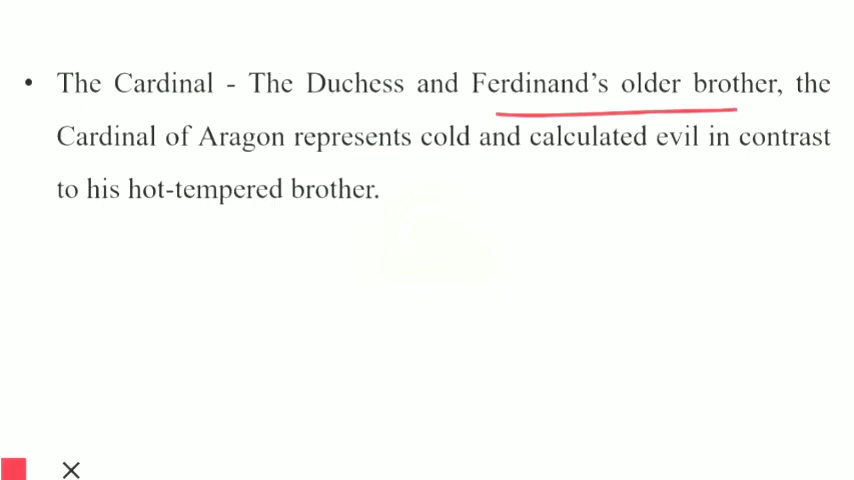 • The Cardinal - The Duchess and Ferdinand’s older brother, the
Cardinal of Aragon represents cold and calculated evil in contrast
to his hot-tempered brother.